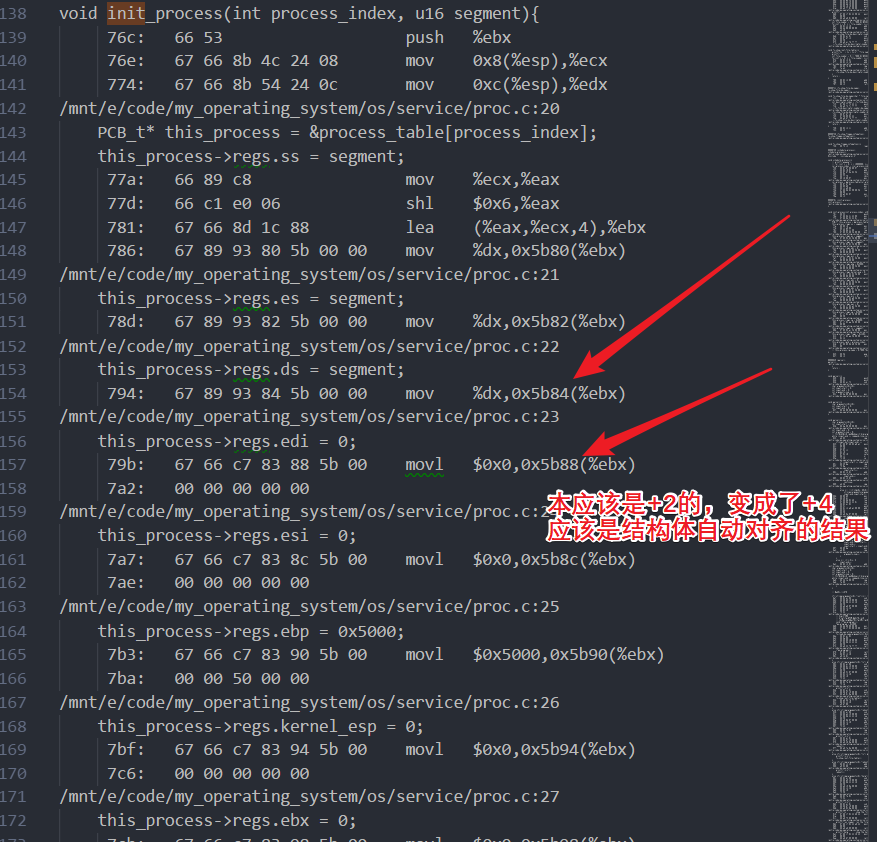 138 void init_process(int process_index, u16 segment){
139 76c: 66 53 push %ebx
140 76e: 67 66 8b 4c 24 08 mov 0x8(%esp),%ecx
141 774: 67 66 8b 54 24 0c mov 0xc(%esp),%edx
142 /mnt/e/code/my_operating_system/os/service/proc.c:20
143 PCB_t* this_process = &process_table[process_index];
144 this_process->regs.ss = segment;
145 77a: 66 89 c8 mov %ecx,%eax
146 77d: 66 c1 e0 06 shl $0x6,%eax
147 781: 67 66 8d 1c 88 lea (%eax,%ecx,4),%ebx
148 786: 67 89 93 80 5b 00 00 mov %dx,0x5b80(%ebx)
149 /mnt/e/code/my_operating_system/os/service/proc.c:21
150 this_process->regs.es = segment;
151 78d: 67 89 93 82 5b 00 00 mov %dx,0x5b82(%ebx)
152 /mnt/e/code/my_operating_system/os/service/proc.c:22
153 this_process->regs.ds = segment;
154 794: 67 89 93 84 5b 00 00 mov %dx,0x5b84(%ebx)
155 /mnt/e/code/my_operating_system/os/service/proc.c:23
156 this_process->regs.edi = 0;
157 79b: 67 66 c7 83 88 5b 00 movl $0x0,0x5b88(%ebx)
158 7a2: 00 00 00 00 00
本应该是+2的，变成了+4
159 /mnt/e/code/my_operating_system/os/service/proc.c:
应该是结构体自动对齐的结果
160 this_process->regs.esi = 0;
161 7a7: 67 66 c7 83 8c 5b 00 movl $0x0,0x5b8c(%ebx)
162 7ae: 00 00 00 00 00
163 /mnt/e/code/my_operating_system/os/service/proc.c:25
164 this_process->regs.ebp = 0x5000;
165 7b3: 67 66 c7 83 90 5b 00 movl $0x5000,0x5b90(%ebx)
166 7ba: 00 00 50 00 00
167 /mnt/e/code/my_operating_system/os/service/proc.c:26
168 this_process->regs.kernel_esp = 0;
169 7bf: 67 66 c7 83 94 5b 00 movl $0x0,0x5b94(%ebx)
170 7c6: 00 00 00 00 00
171 /mnt/e/code/my_operating_system/os/service/proc.c:27
172 this_process->regs.ebx = 0;